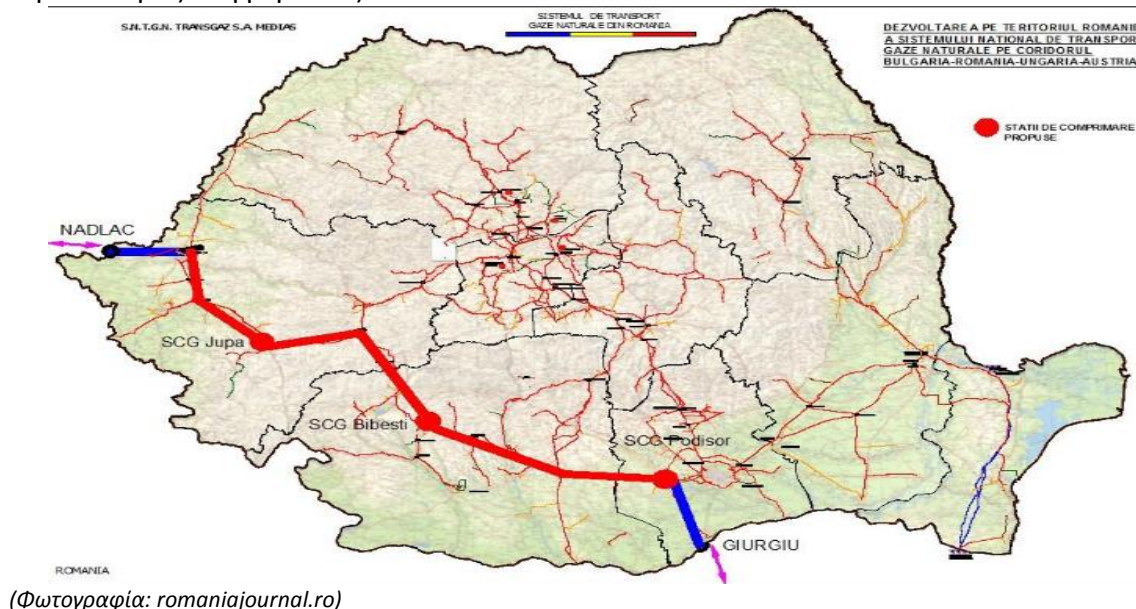 S.N.T.G.N. TRANSGAZ S.A. MEDIAS
SISTEMUL DE TRANSPORT
GAZE NATURALE DIN ROMANIA
DEZVOLTAREA PE TERITORIUL ROMANIE
A SISTEMULUI NATIONAL DE TRANSPOR
GAZE NATURALE PE CORIDORUL
BULGARIA-ROMANIA-UNGARIA-AUSTRIA
STATII DE COMPRIMARE
PROPUSE
NADLAC
SCG Jupa
SCG Bibesti
SCG Podisor
GIURGIU
ROMANIA
(Φωτογραφία: romaniajournal.ro)